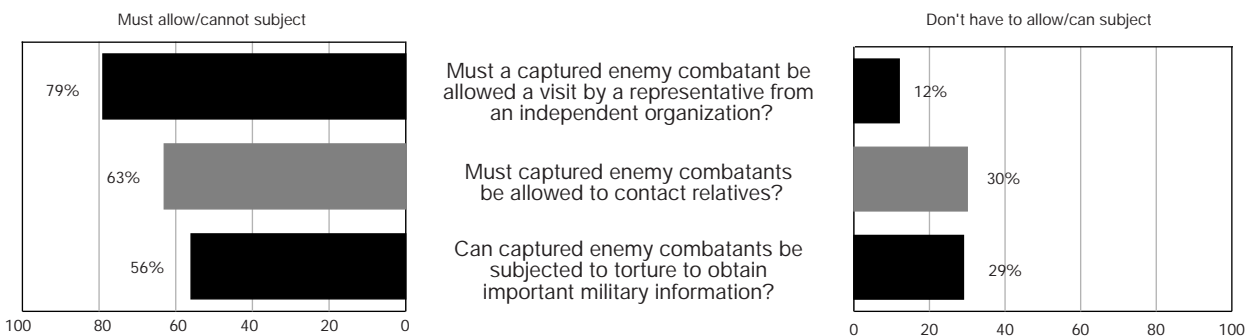 Must allow/cannot subject
Don't have to allow/can subject
79%
Must a captured enemy combatant be
allowed a visit by a representative from
an independent organization?
12%
63%
Must captured enemy combatants
be allowed to contact relatives?
30%
56%
Can captured enemy combatants be
subjected to torture to obtain
important military information?
29%
100 80 60 40 20 0
0 20 40 60 80 100